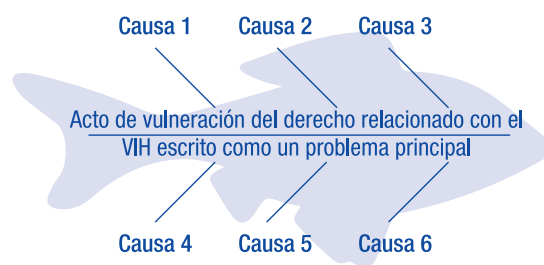 Causa 1 Causa 2 Causa 3
Acto de vulneración del derecho relacionado con el
VIH escrito como un problema principal
Causa 4 Causa 5 Causa 6